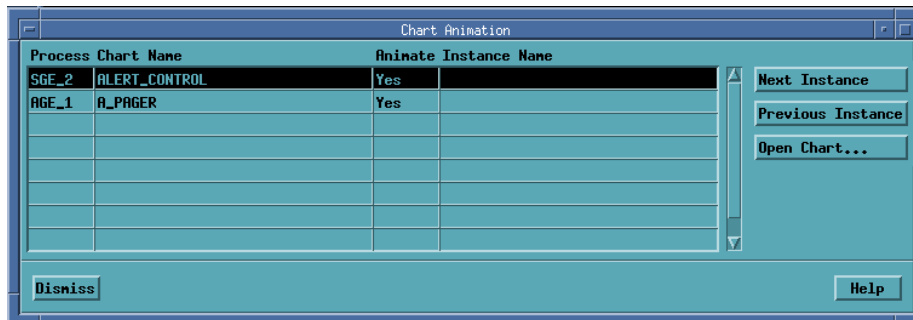 Chart Animation
Process Chart Name Animate Instance Name
SGE_2 ALERT_CONTROL Yes
AGE_1 A_PAGER Yes
Next Instance
Previous Instance
Open Chart...
Dismiss Help